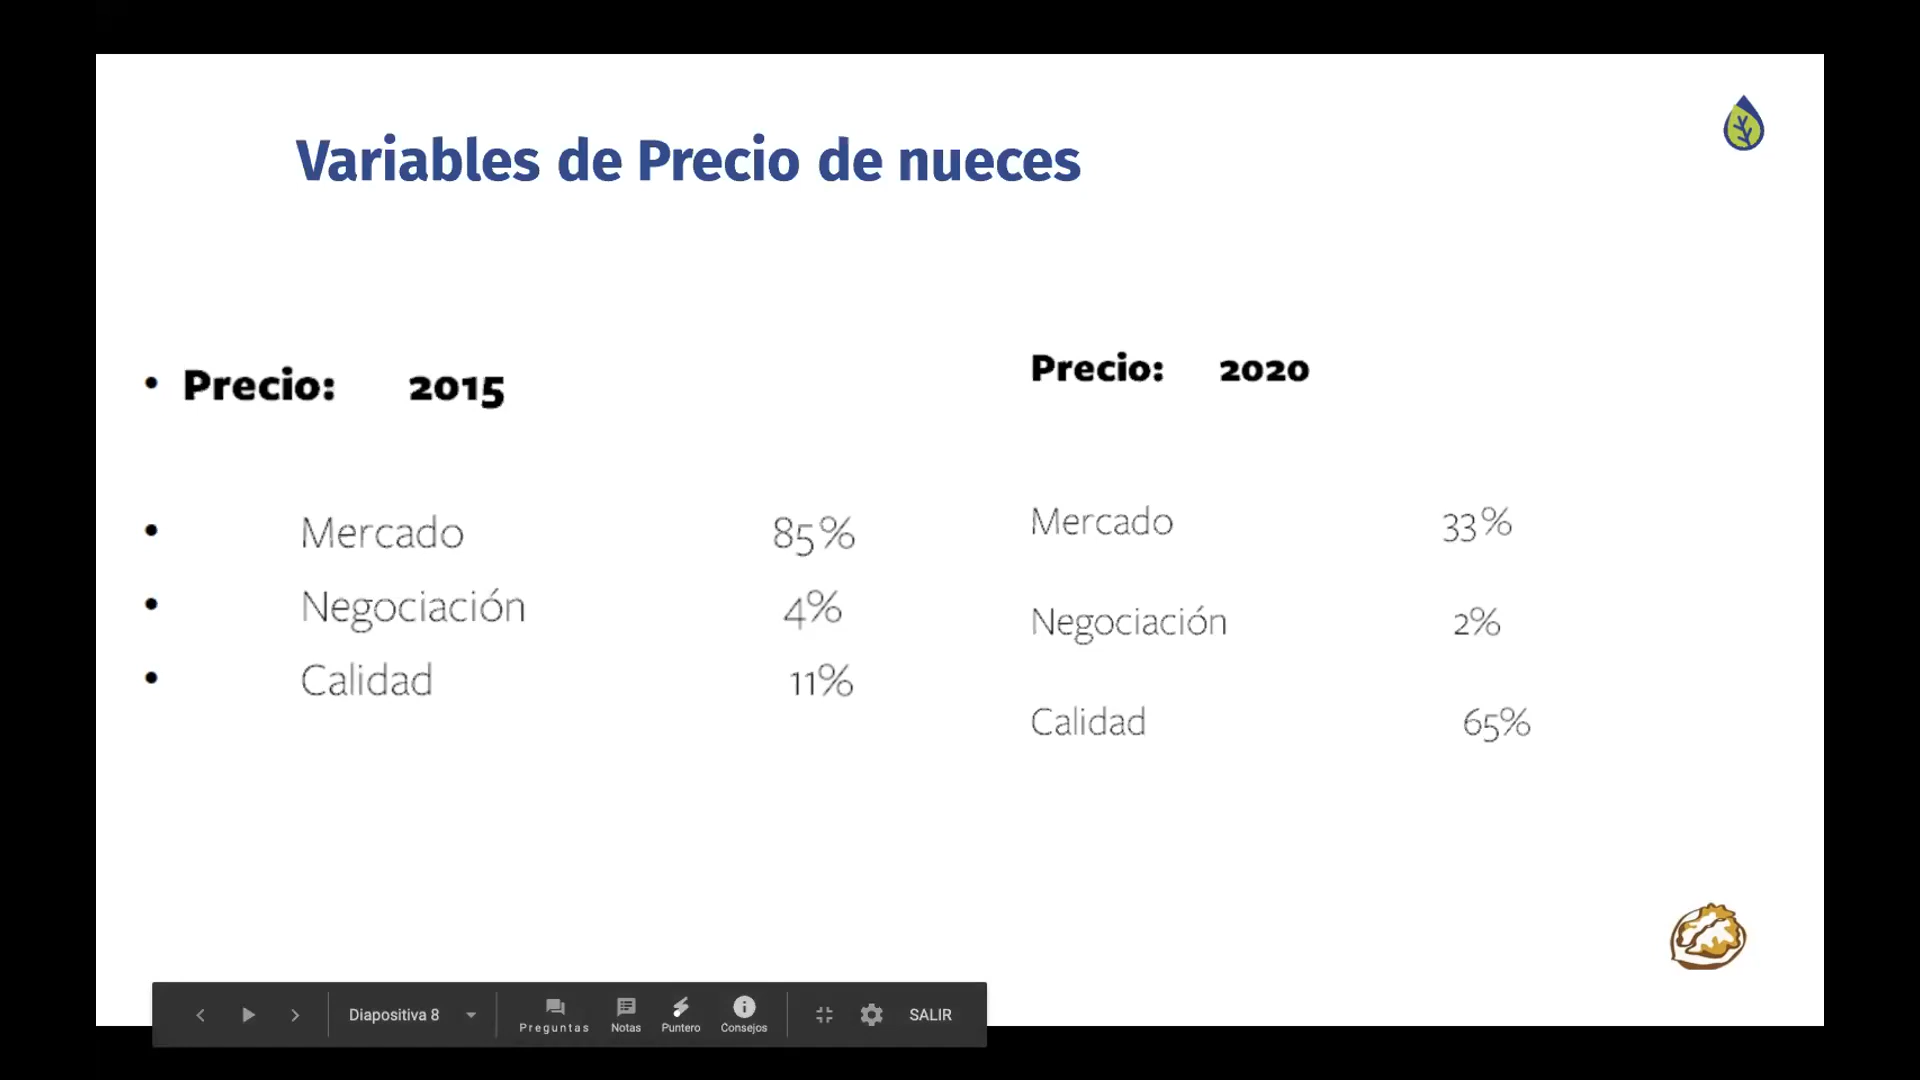 Variables de Precio de nueces
• Precio: 2015
• Mercado 85%
• Negociación 4%
• Calidad 11%
Precio: 2020
Mercado 33%
Negociación 2%
Calidad 65%
Diapositiva 8
Preguntas
Notas
Puntero
Consejos
SALIR